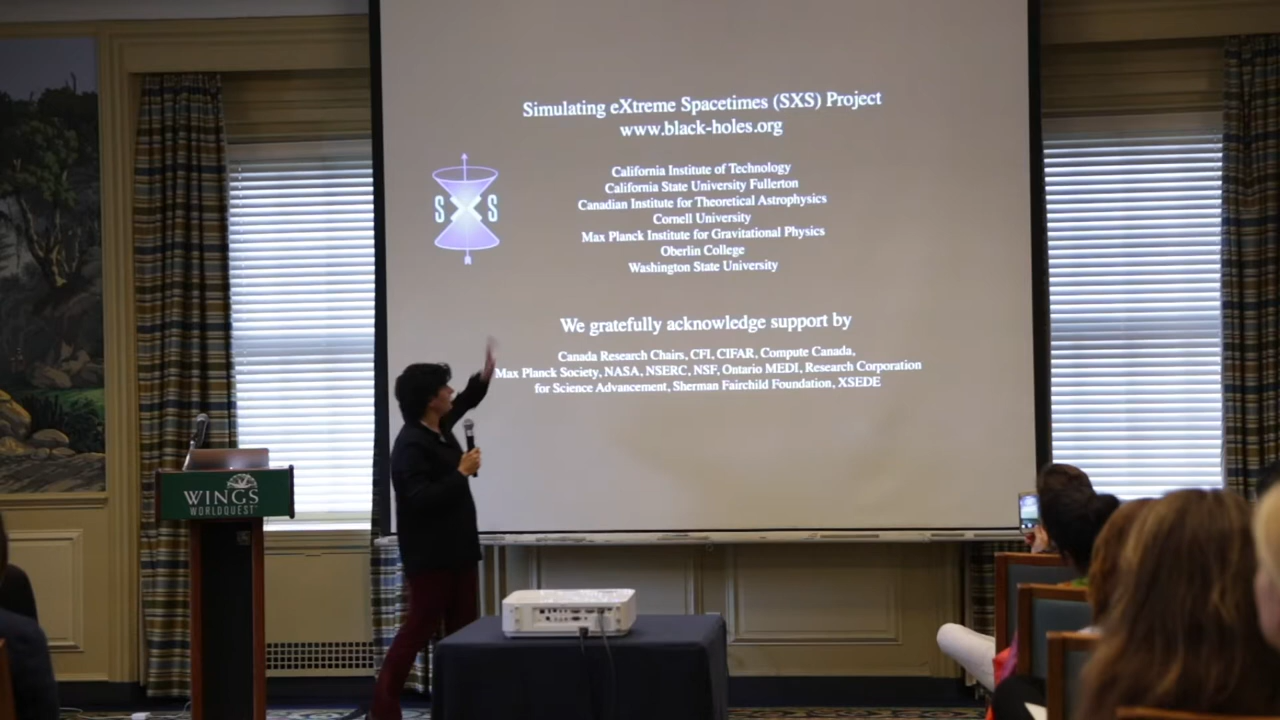 Simulating eXtreme Spacetimes (SXS) Project
www.black-holes.org
SXS
California Institute of Technology
California State University Fullerton
Canadian Institute for Theoretical Astrophysics
Cornell University
Max Planck Institute for Gravitational Physics
Oberlin College
Washington State University
We gratefully acknowledge support by
Canada Research Chairs, CFI, CIFAR, Compute Canada,
Max Planck Society, NASA, NSERC, NSF, Ontario MEDI, Research Corporation
for Science Advancement, Sherman Fairchild Foundation, XSEDE
WINGS
WORLDQUEST